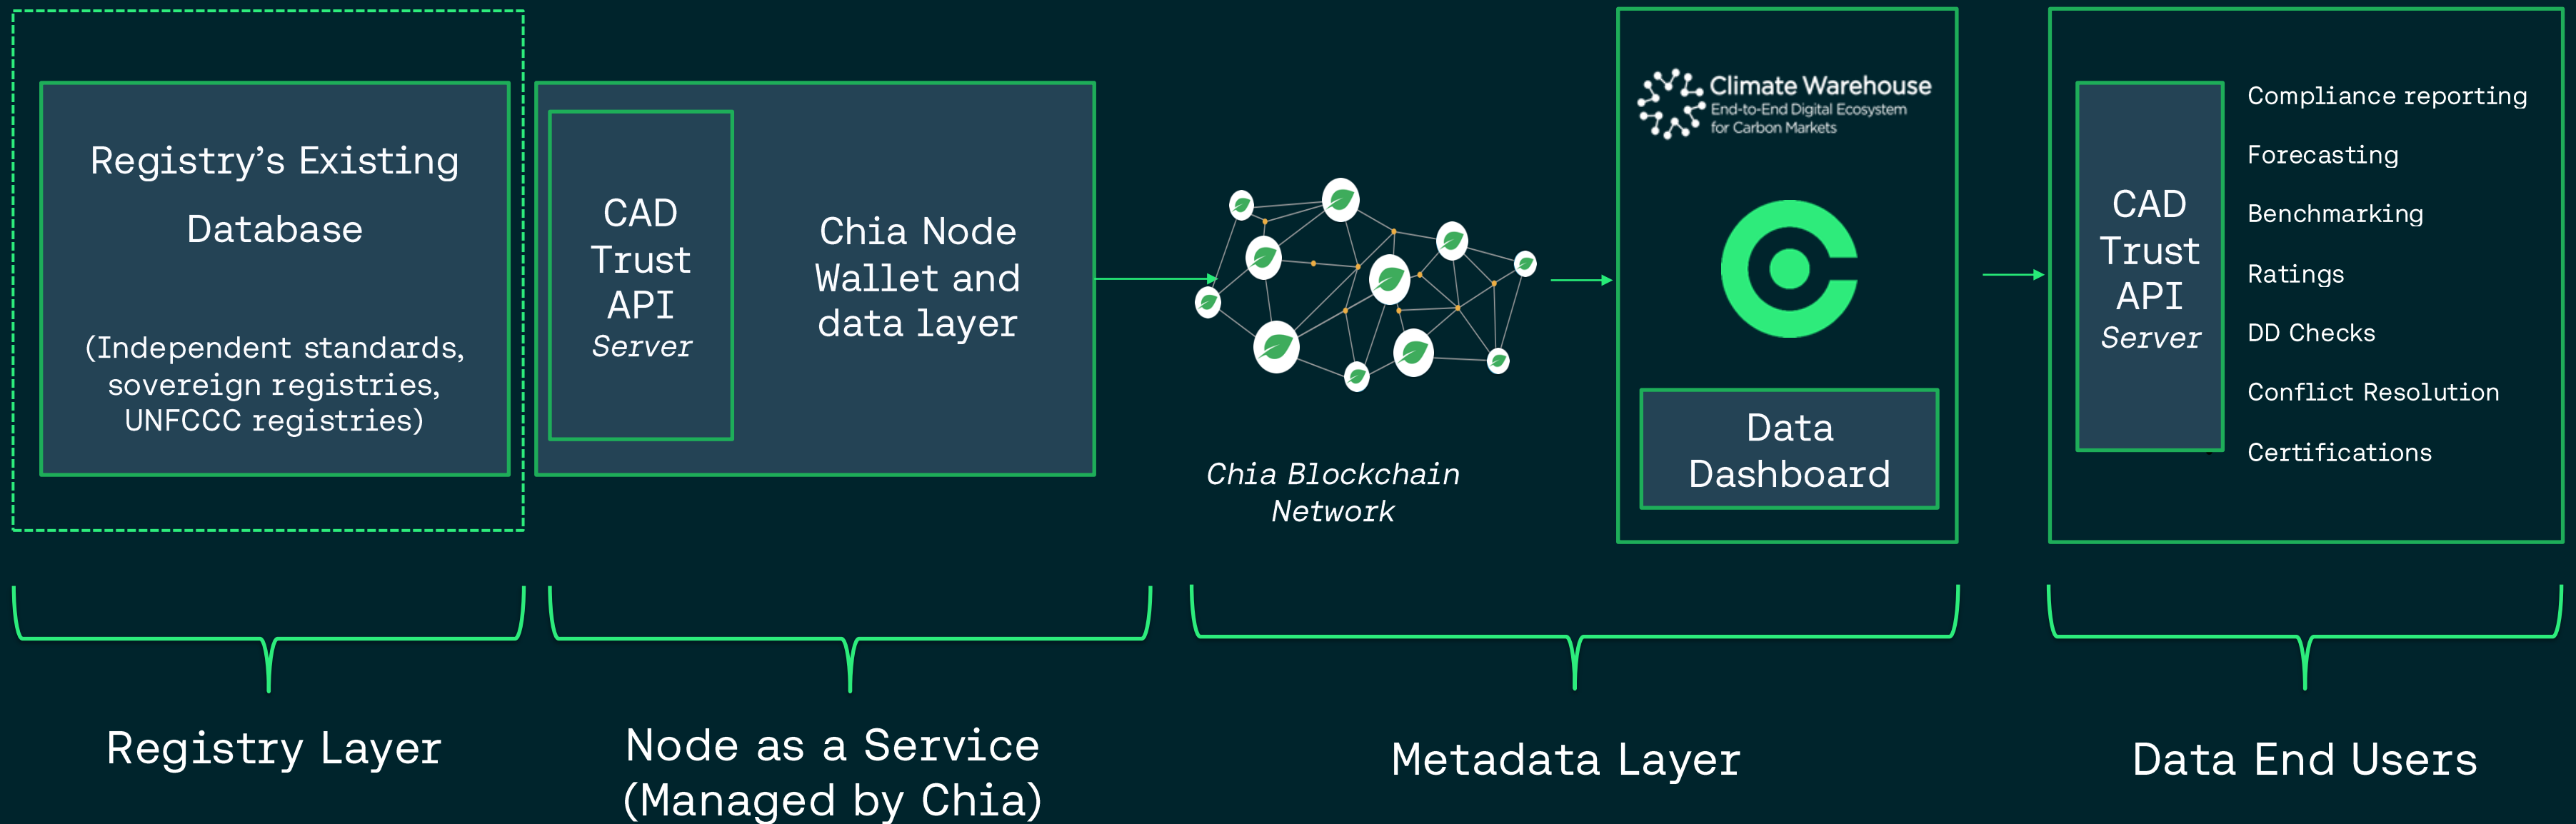 Registry's Existing
Database
(Independent standards,
sovereign registries,
UNFCCC registries)
CAD
Trust
API
Server
Chia Node
Wallet and
data layer
Chia Blockchain
Network
Climate Warehouse
End-to-End Digital Ecosystem
for Carbon Markets
Data
Dashboard
CAD
Trust
API
Server
Compliance reporting
Forecasting
Benchmarking
Ratings
DD Checks
Conflict Resolution
Certifications
Registry Layer
Node as a Service
(Managed by Chia)
Metadata Layer
Data End Users